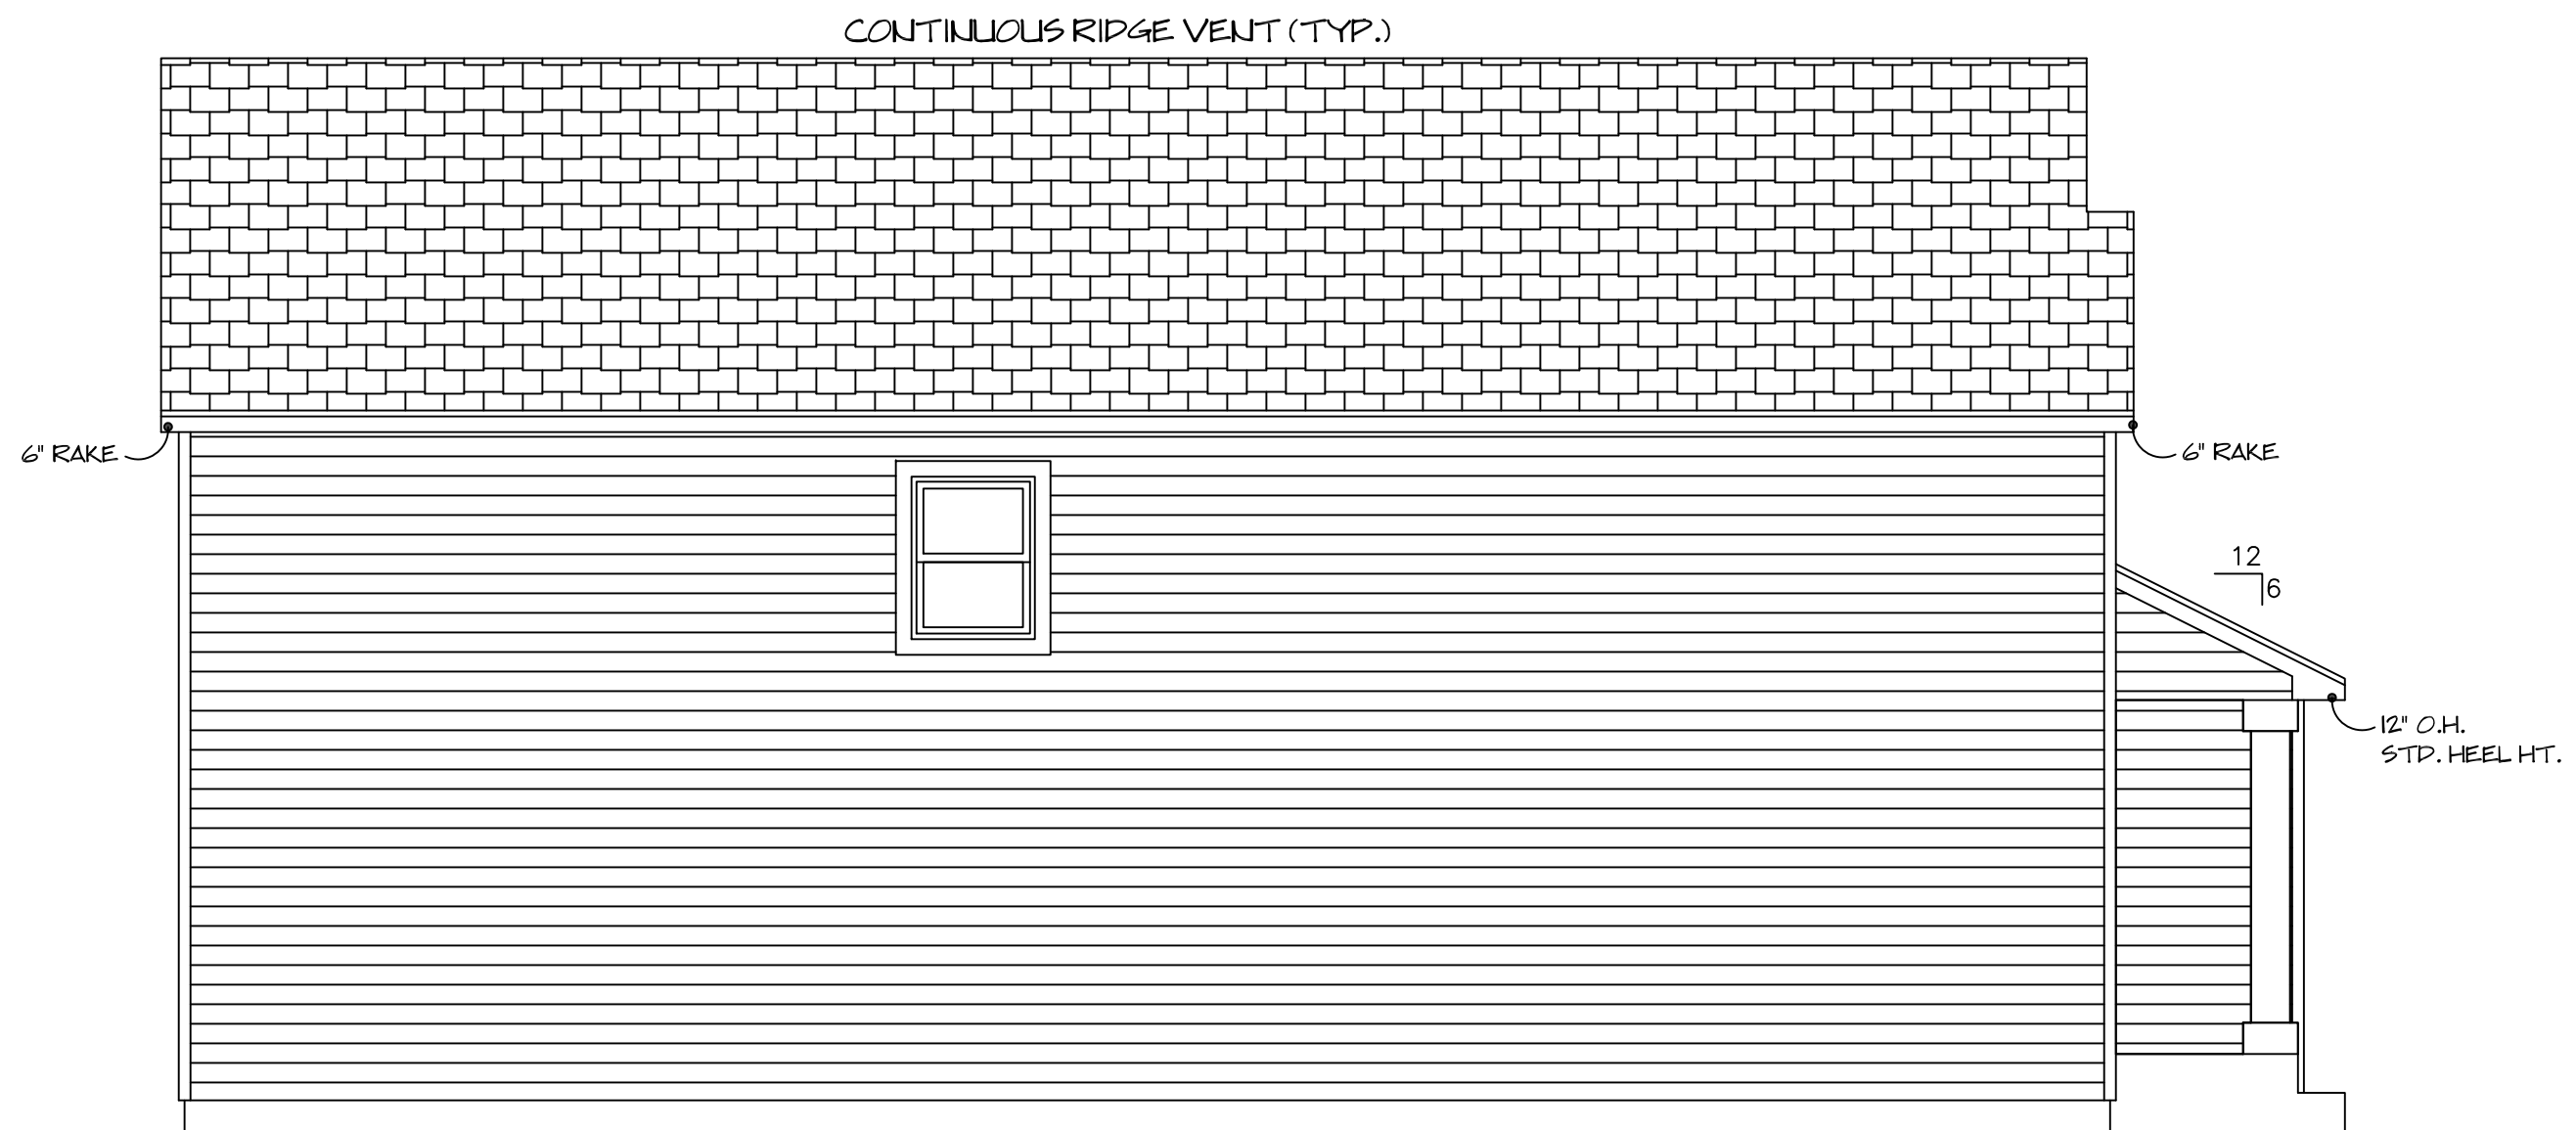 CONTINUOUS RIDGE VENT (TYP.)
6" RAKE
6" RAKE
12
6
12" O.H.
STD. HEEL HT.